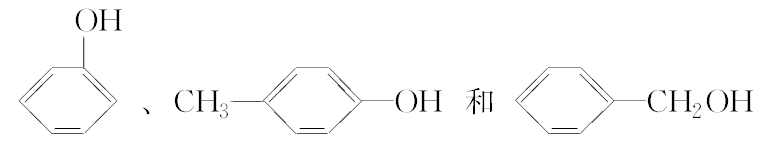 OH
、 CH₃ OH 和 CH₂OH